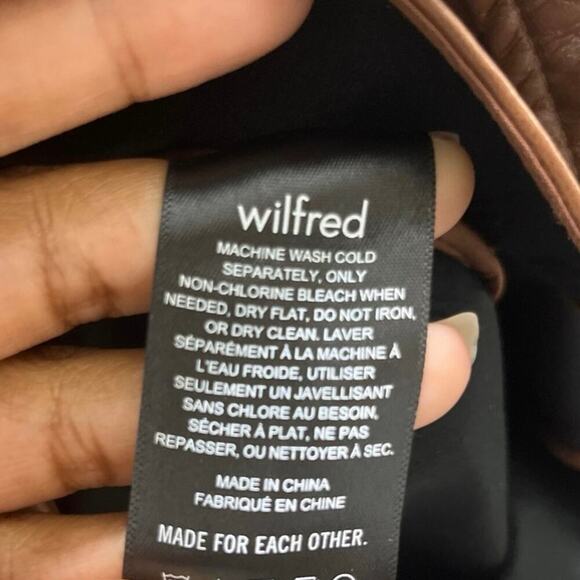 wilfred
MACHINE WASH COLD
SEPARATELY, ONLY
NON-CHLORINE BLEACH WHEN
NEEDED, DRY FLAT, DO NOT IRON,
OR DRY CLEAN. LAVER
SÉPARÉMENT À LA MACHINE À
L'EAU FROIDE, UTILISER
SEULEMENT UN JAVELLISANT
SANS CHLORE AU BESOIN,
SÉCHER À PLAT, NE PAS
REPASSER, OU NETTOYER À SEC.
MADE IN CHINA
FABRIQUÉ EN CHINE
MADE FOR EACH OTHER.